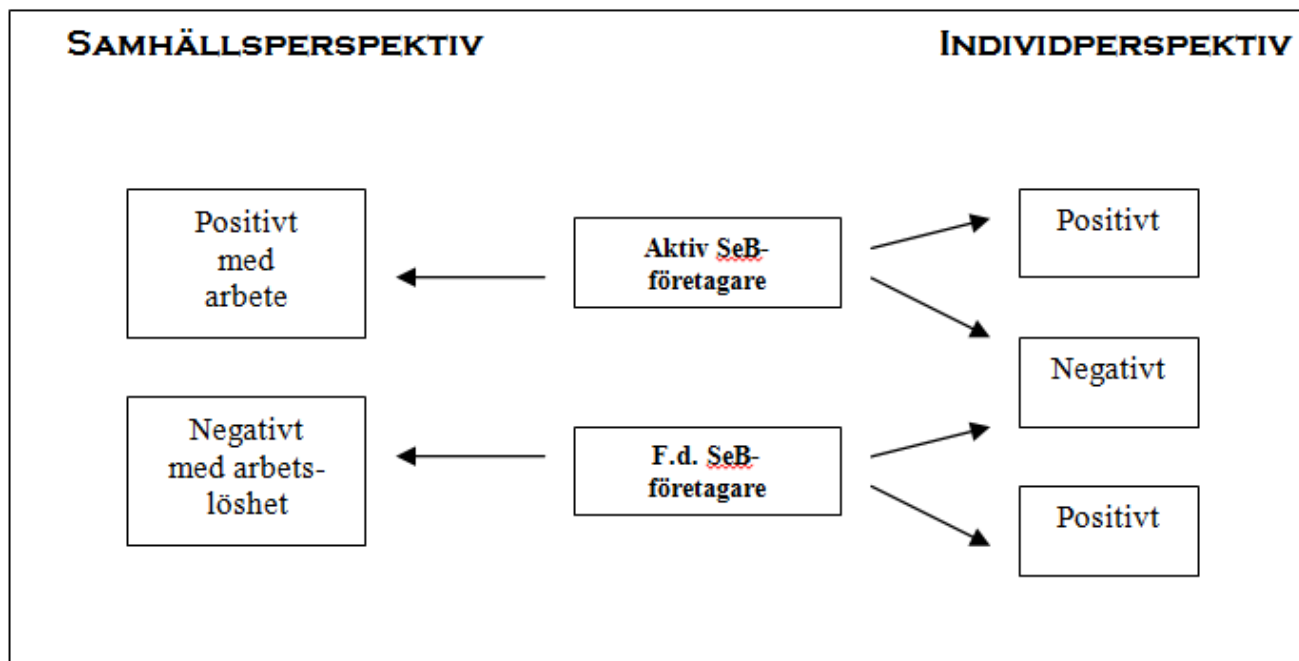 SAMHÄLLSPERSPEKTIV
INDIVIDPERSPEKTIV
Positivt
med
arbete
Aktiv SeB-
företagare
Positivt
Negativt
Negativt
med arbets-
löshet
F.d. SeB-
företagare
Positivt